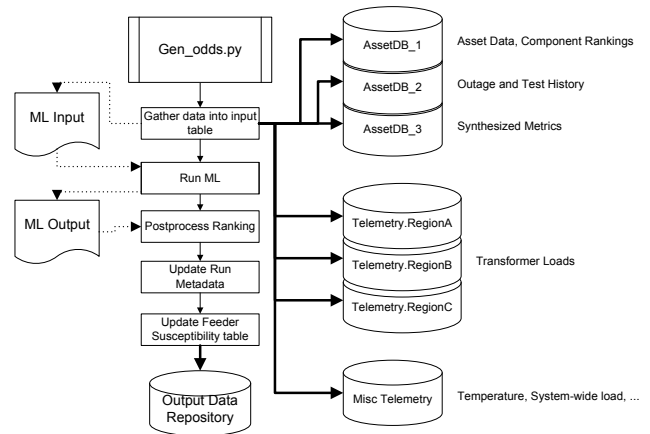 Gen_odds.py
Gather data into input
table
ML Input
Run ML
ML Output
Postprocess Ranking
Update Run
Metadata
Update Feeder
Susceptibility table
Output Data
Repository
AssetDB_1
Asset Data, Component Rankings
AssetDB_2
Outage and Test History
AssetDB_3
Synthesized Metrics
Telemetry.RegionA
Telemetry.RegionB
Transformer Loads
Telemetry.RegionC
Misc Telemetry
Temperature, System-wide load, ...